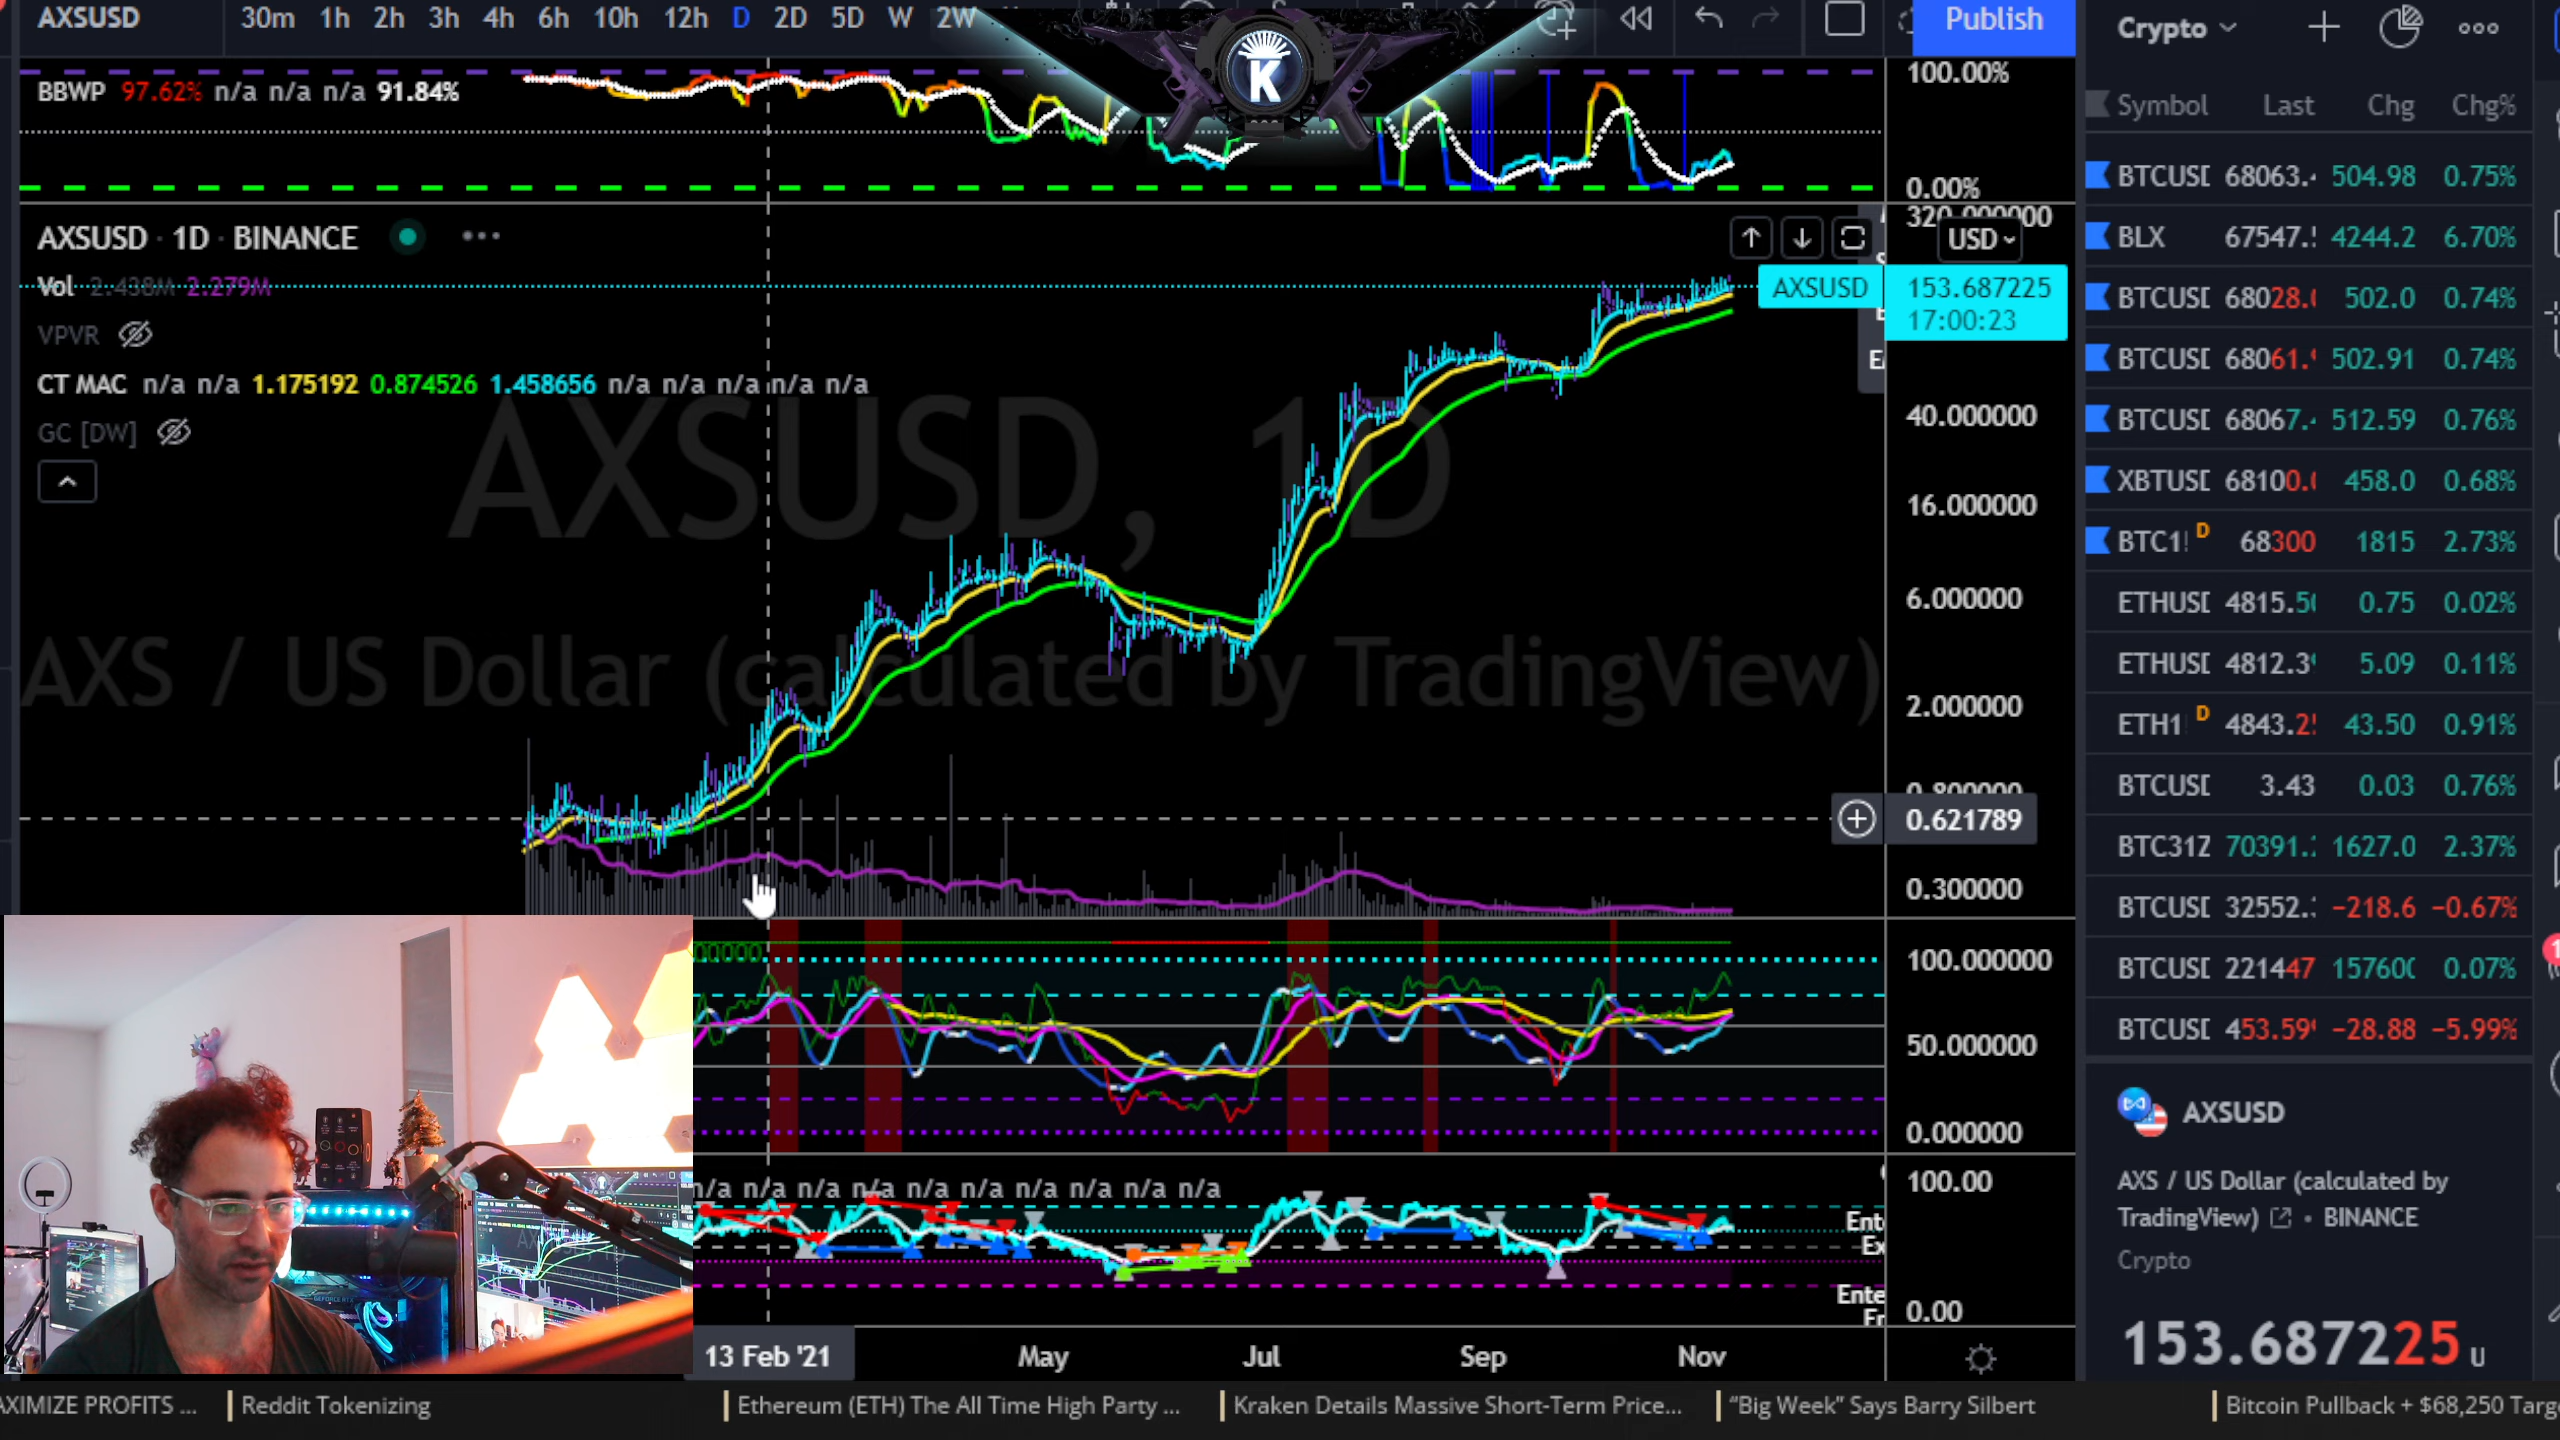 AXSUSD 30m 1h 2h 3h 4h 6h 10h 12h D 2D 5D W 2W Publish
Crypto
Symbol Last Chg Chg%
BBWP 97.62% n/a n/a n/a 91.84%
100.00%
0.00%
K
AXSUSD · 1D · BINANCE
USD
Vol 2.438M 2.279M
VPVR
CT MAC n/a n/a 1.175192 0.874526 1.458656 n/a n/a n/a n/a n/a
GC [DW]
AXSUSD, 1D
AXS / US Dollar (calculated by TradingView)
320.000000
AXSUSD 153.687225
17:00:23
40.000000
16.000000
6.000000
2.000000
0.800000
0.621789
0.300000
100.000000
50.000000
0.000000
n/a n/a n/a n/a n/a n/a n/a n/a n/a n/a
100.00
0.00
13 Feb '21 May Jul Sep Nov
BTCUSD 68063. 504.98 0.75%
BLX 67547. 4244.2 6.70%
BTCUSD 68028. 502.0 0.74%
BTCUSD 68061. 502.91 0.74%
BTCUSD 68067. 512.59 0.76%
XBTUSD 68100. 458.0 0.68%
BTC1! D 68300 1815 2.73%
ETHUSD 4815.5 0.75 0.02%
ETHUSD 4812.3 5.09 0.11%
ETH1 D 4843.2 43.50 0.91%
BTCUSD 3.43 0.03 0.76%
BTC31Z 70391. 1627.0 2.37%
BTCUSD 32552. −218.6 −0.67%
BTCUSD 221447 15760 0.07%
BTCUSD 453.59 −28.88 −5.99%
AXSUSD
AXS / US Dollar (calculated by
TradingView) • BINANCE
Crypto
153.687225 U
AXIMIZE PROFITS ... Reddit Tokenizing Ethereum (ETH) The All Time High Party ... Kraken Details Massive Short-Term Price... "Big Week" Says Barry Silbert Bitcoin Pullback + $68,250 Targ